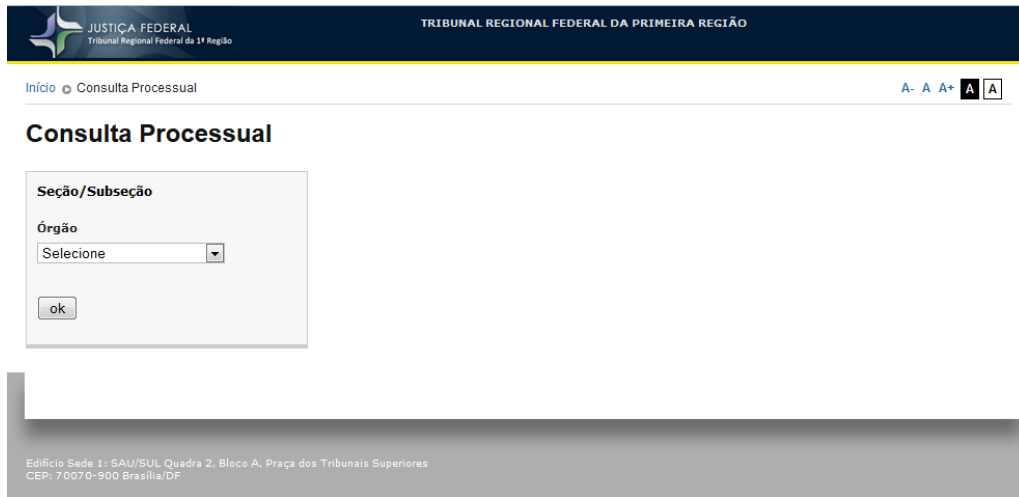 JUSTIÇA FEDERAL
Tribunal Regional Federal da 1ª Região
TRIBUNAL REGIONAL FEDERAL DA PRIMEIRA REGIÃO
Início Consulta Processual
A- A A+ A A
Consulta Processual
Seção/Subseção
Órgão
Selecione
ok
Edifício Sede 1: SAU/SUL Quadra 2, Bloco A, Praça dos Tribunais Superiores
CEP: 70070-900 Brasília/DF